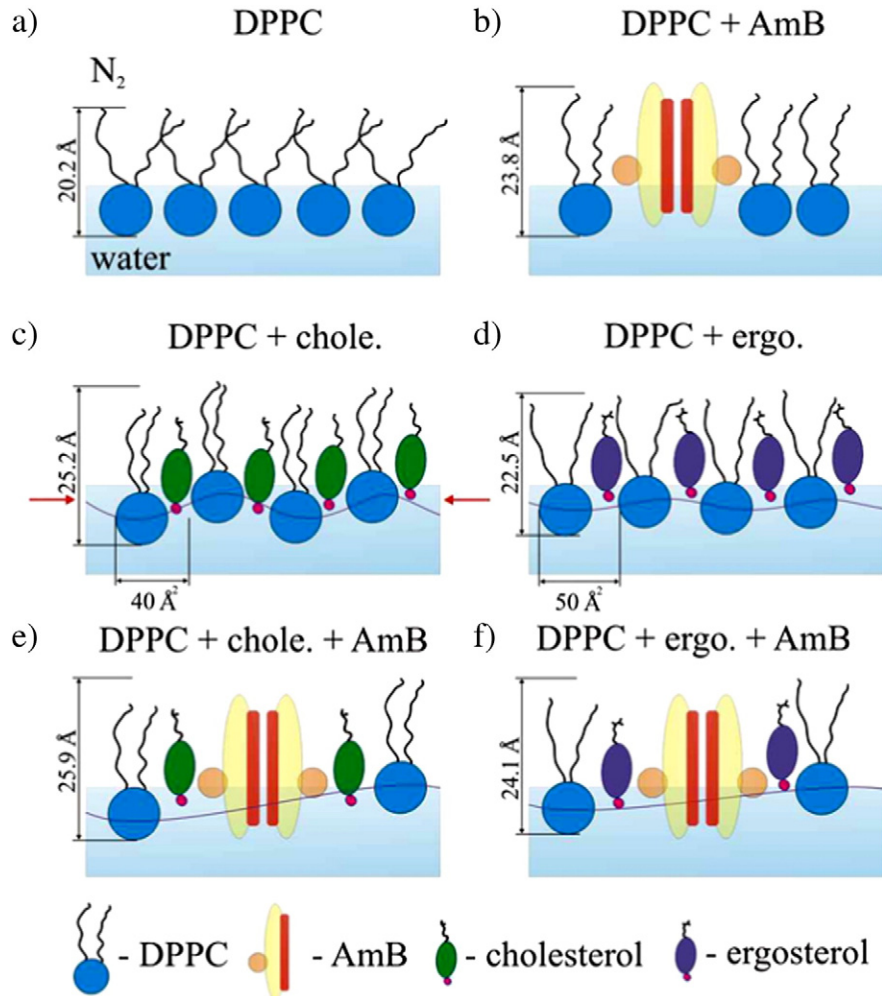 a) DPPC
N₂
20.2 Å
water
b) DPPC + AmB
23.8 Å
c) DPPC + chole.
25.2 Å
40 Å²
d) DPPC + ergo.
22.5 Å
50 Å²
e) DPPC + chole. + AmB
25.9 Å
f) DPPC + ergo. + AmB
24.1 Å
- DPPC - AmB - cholesterol - ergosterol